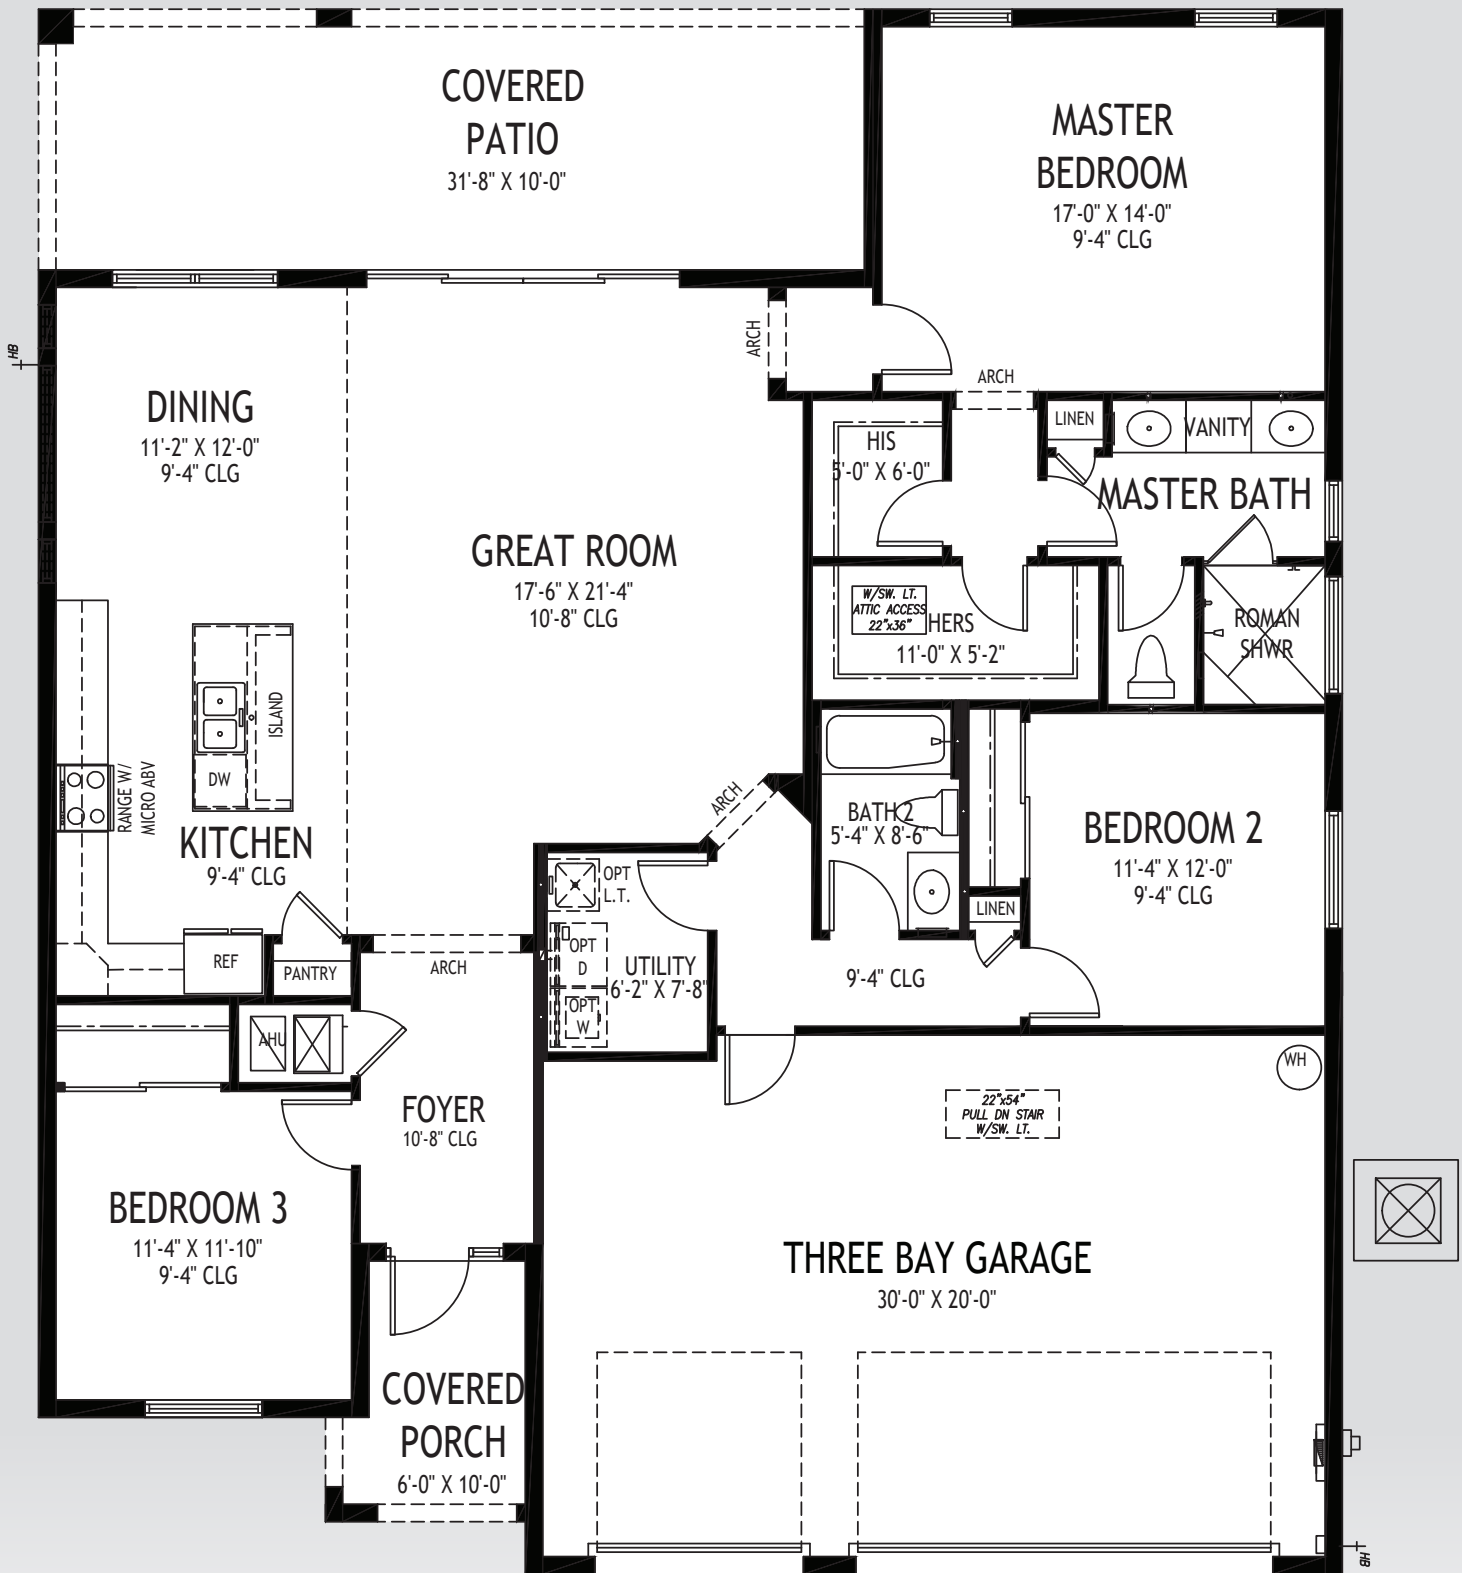 COVERED
PATIO
31'-8" X 10'-0"
MASTER
BEDROOM
17'-0" X 14'-0"
9'-4" CLG
HB
ARCH
ARCH
DINING
11'-2" X 12'-0"
9'-4" CLG
HIS
5'-0" X 6'-0"
LINEN
VANITY
MASTER BATH
GREAT ROOM
17'-6" X 21'-4"
10'-8" CLG
W/SW. LT.
ATTIC ACCESS
22"x36"
HERS
11'-0" X 5'-2"
ROMAN
SHWR
ISLAND
DW
RANGE W/
MICRO ABV
KITCHEN
9'-4" CLG
ARCH
BATH 2
5'-4" X 8'-6"
BEDROOM 2
11'-4" X 12'-0"
9'-4" CLG
OPT
L.T.
LINEN
REF
PANTRY
ARCH
OPT
D
UTILITY
6'-2" X 7'-8"
OPT
W
9'-4" CLG
AHU
WH
FOYER
10'-8" CLG
22"x54"
PULL DN STAIR
W/SW. LT.
BEDROOM 3
11'-4" X 11'-10"
9'-4" CLG
THREE BAY GARAGE
30'-0" X 20'-0"
COVERED
PORCH
6'-0" X 10'-0"
HB